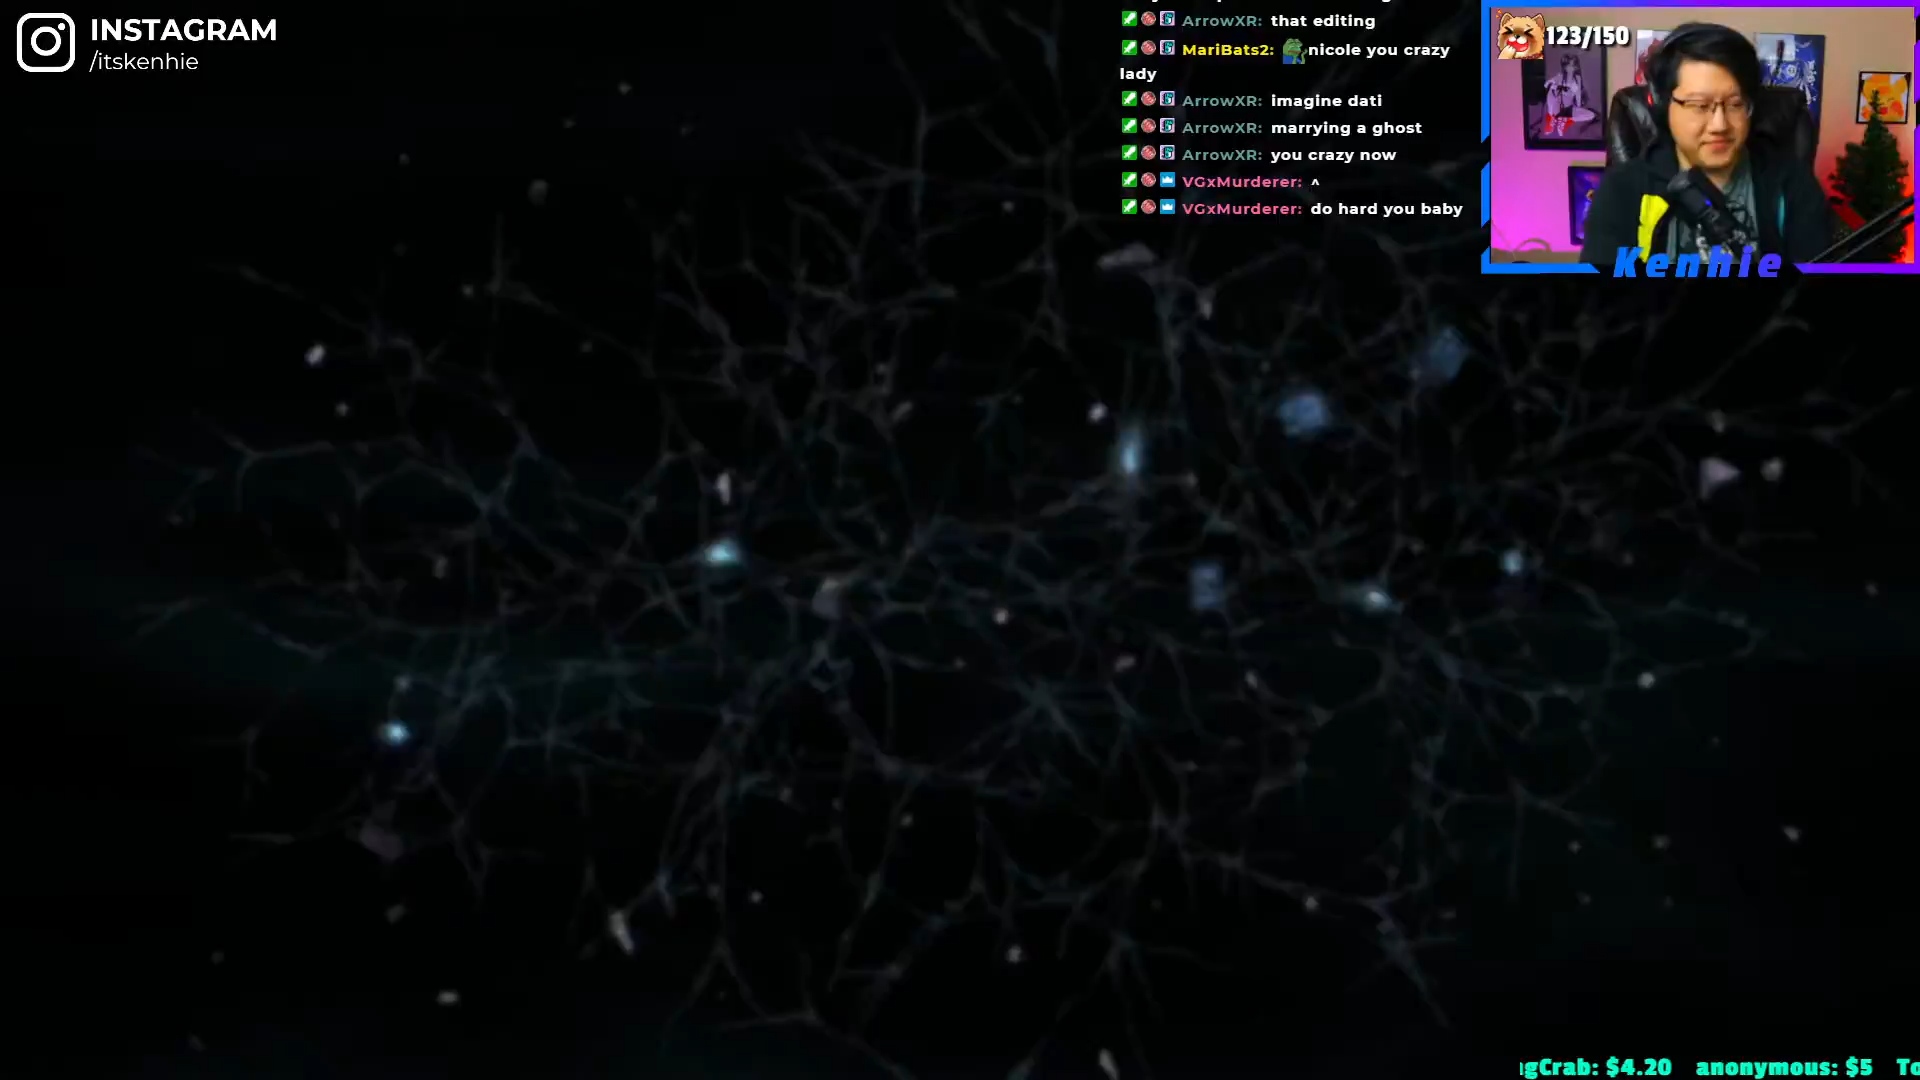 INSTAGRAM
/itskenhie
ArrowXR: that editing
MariBats2: nicole you crazy
lady
ArrowXR: imagine dati
ArrowXR: marrying a ghost
ArrowXR: you crazy now
VGxMurderer: ^
VGxMurderer: do hard you baby
123/150
Kenhie
gCrab: $4.20 anonymous: $5 To